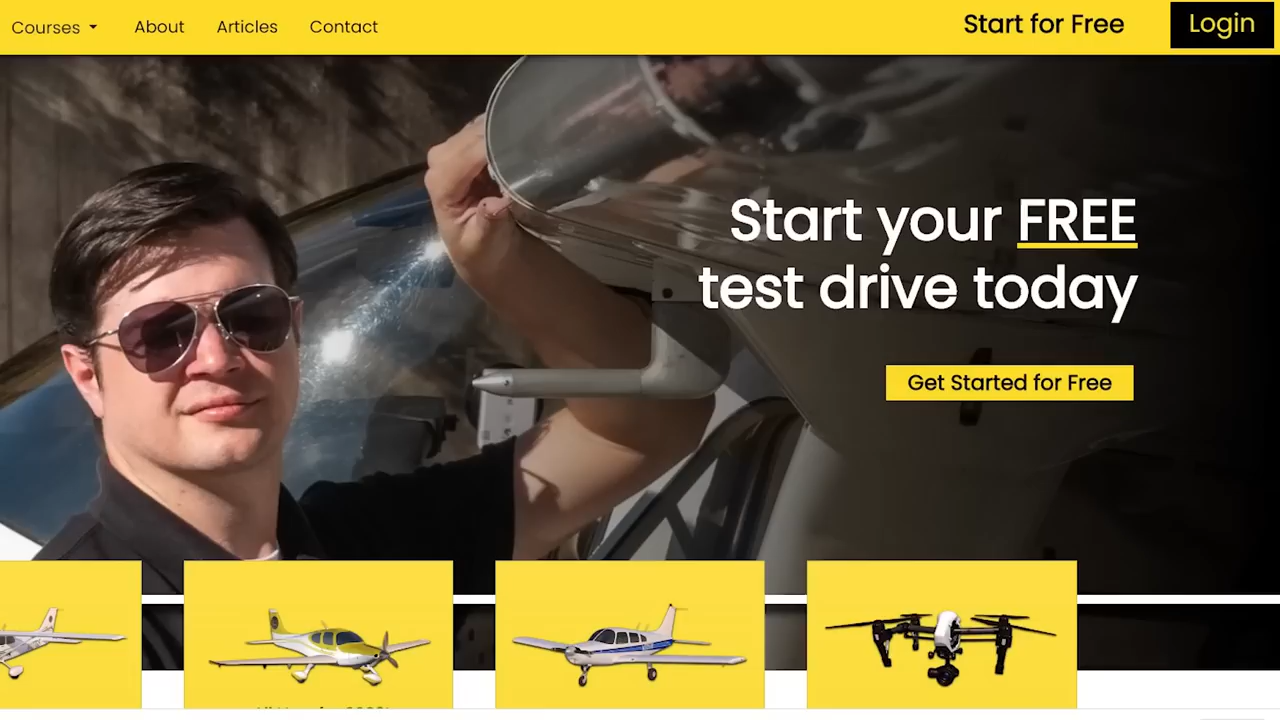 Courses About Articles Contact Start for Free Login
Start your FREE
test drive today
Get Started for Free